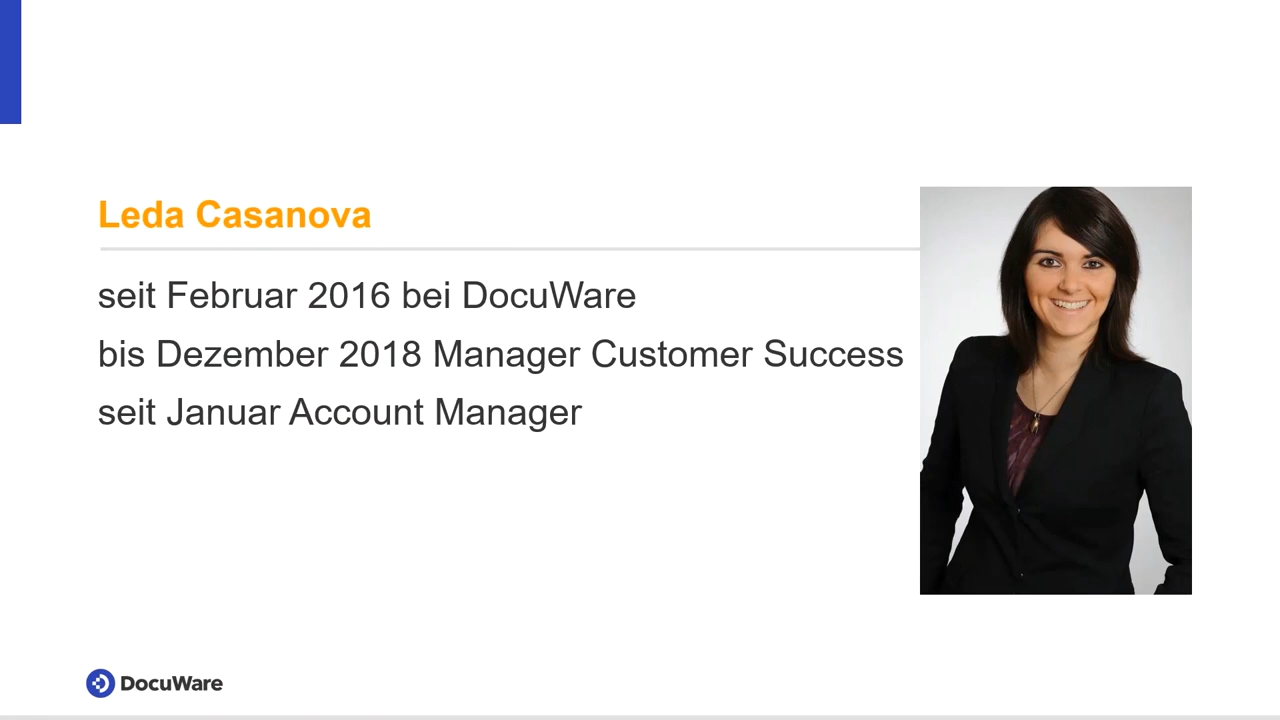 Leda Casanova
seit Februar 2016 bei DocuWare
bis Dezember 2018 Manager Customer Success
seit Januar Account Manager
DocuWare